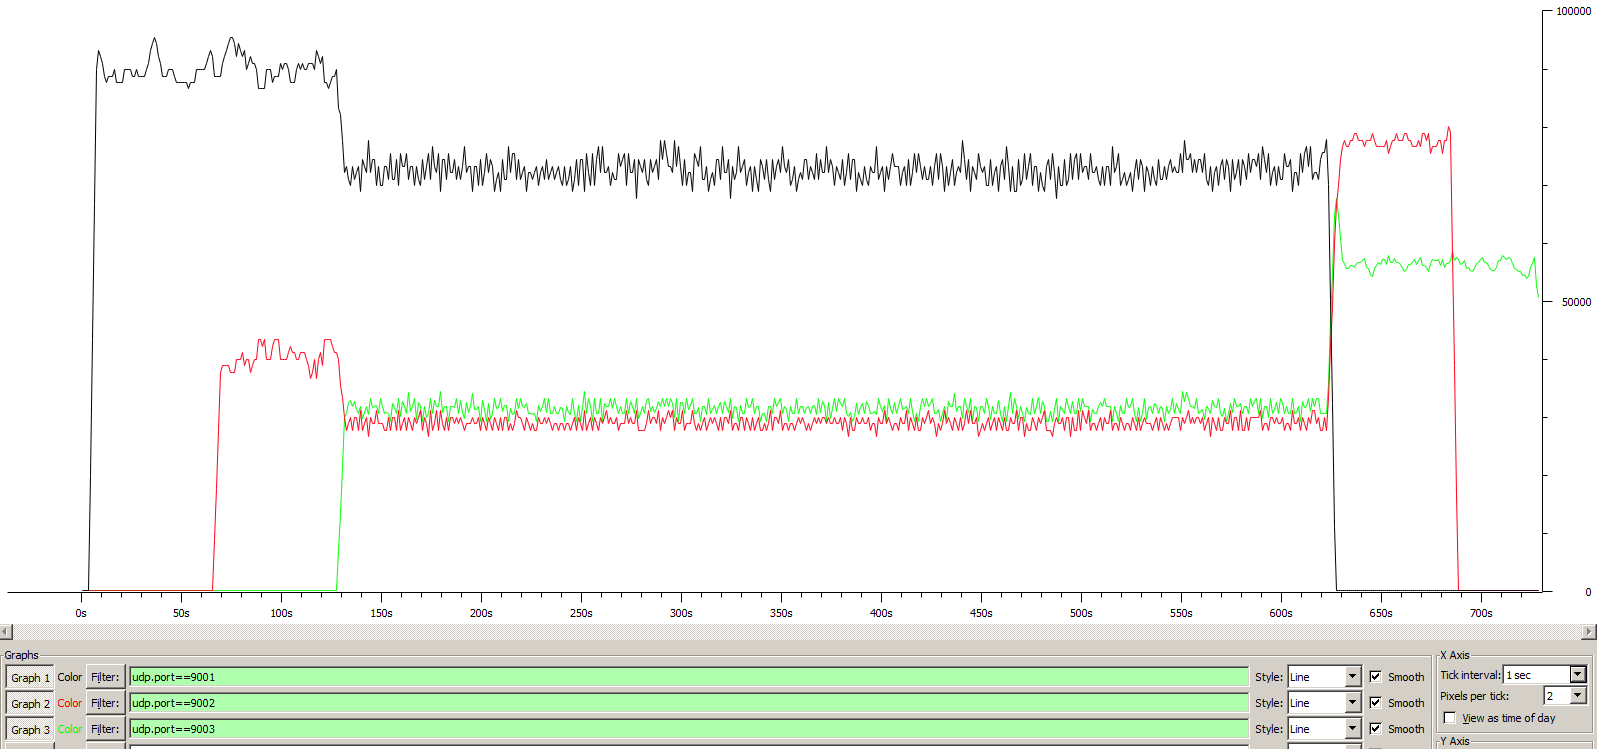 100000
50000
0
0s 50s 100s 150s 200s 250s 300s 350s 400s 450s 500s 550s 600s 650s 700s
Graphs
Graph 1 Color Filter: udp.port==9001 Style: Line Smooth
Graph 2 Color Filter: udp.port==9002 Style: Line Smooth
Graph 3 Color Filter: udp.port==9003 Style: Line Smooth
X Axis
Tick interval: 1 sec
Pixels per tick: 2
View as time of day
Y Axis